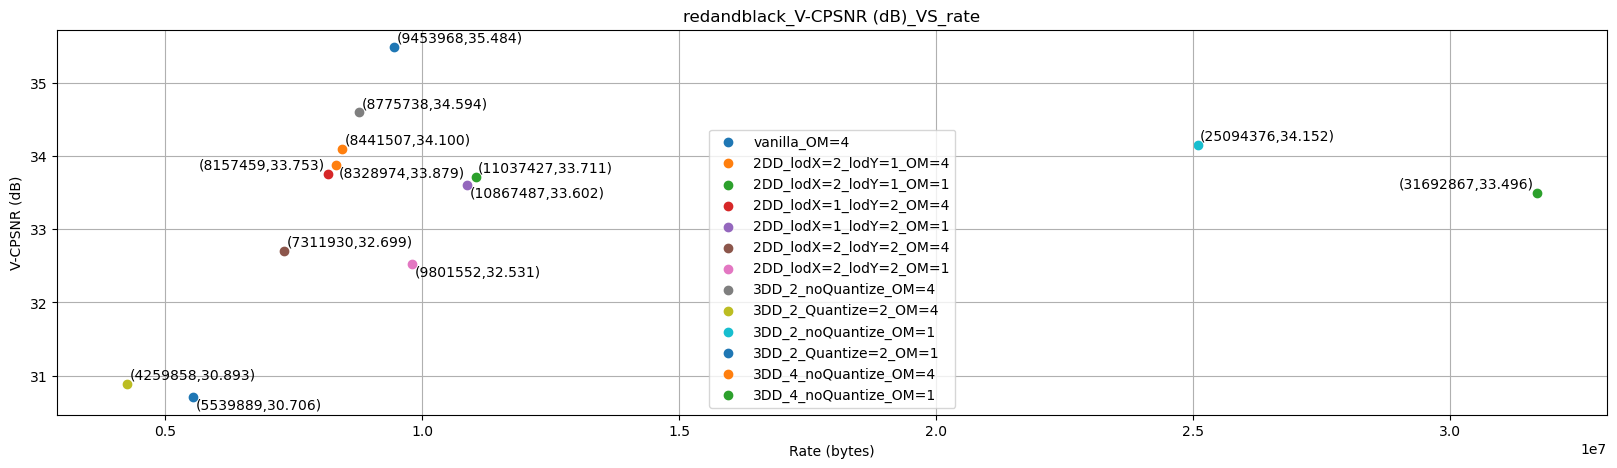 redandblack_V-CPSNR (dB)_VS_rate
(9453968,35.484)
(8775738,34.594)
(8441507,34.100)
(25094376,34.152)
(8157459,33.753)
(8328974,33.879)
(11037427,33.711)
(10867487,33.602)
(31692867,33.496)
(7311930,32.699)
(9801552,32.531)
(4259858,30.893)
(5539889,30.706)
vanilla_OM=4
2DD_lodX=2_lodY=1_OM=4
2DD_lodX=2_lodY=1_OM=1
2DD_lodX=1_lodY=2_OM=4
2DD_lodX=1_lodY=2_OM=1
2DD_lodX=2_lodY=2_OM=4
2DD_lodX=2_lodY=2_OM=1
3DD_2_noQuantize_OM=4
3DD_2_Quantize=2_OM=4
3DD_2_noQuantize_OM=1
3DD_2_Quantize=2_OM=1
3DD_4_noQuantize_OM=4
3DD_4_noQuantize_OM=1
V-CPSNR (dB)
35
34
33
32
31
0.5
1.0
1.5
2.0
2.5
3.0
1e7
Rate (bytes)